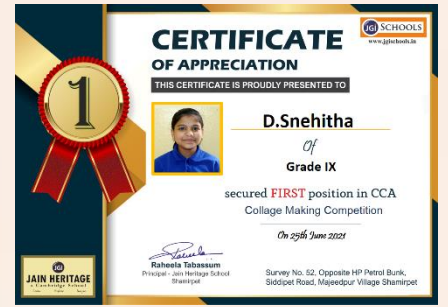 CERTIFICATE
OF APPRECIATION
JGI SCHOOLS
www.jgischools.in
THIS CERTIFICATE IS PROUDLY PRESENTED TO
1
D.Snehitha
Of
Grade IX
secured FIRST position in CCA
Collage Making Competition
On 25th June 2021
Raheela Tabassum
Principal - Jain Heritage School
Shamirpet
Survey No. 52, Opposite HP Petrol Bunk,
Siddipet Road, Majeedpur Village Shamirpet
JGI
JAIN HERITAGE
a Cambridge School